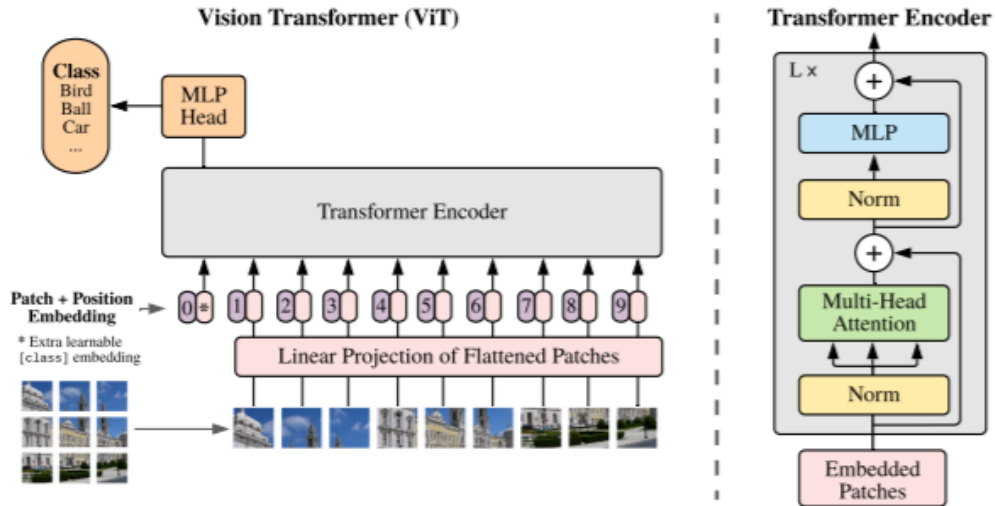 Vision Transformer (ViT)
Class
Bird
Ball
Car
...
MLP
Head
Transformer Encoder
Patch + Position
Embedding
* Extra learnable
[class] embedding
0 * 1 2 3 4 5 6 7 8 9
Linear Projection of Flattened Patches
Transformer Encoder
L ×
+
MLP
Norm
+
Multi-Head
Attention
Norm
Embedded
Patches